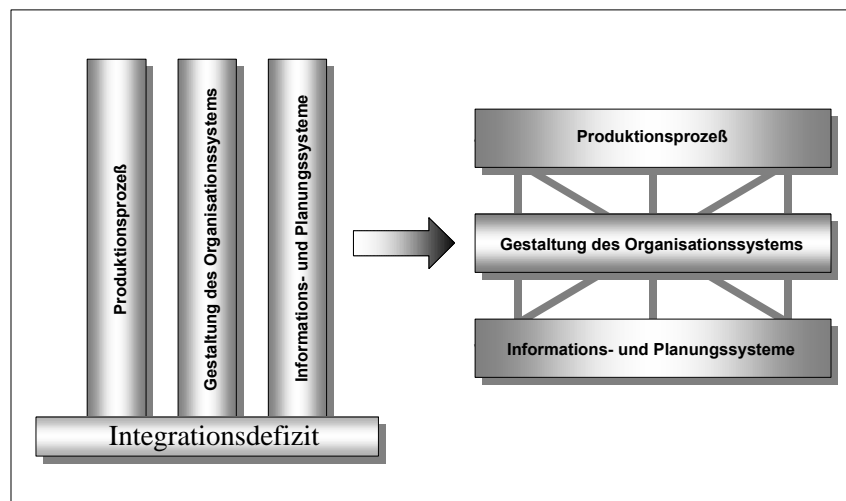 Produktionsprozeß
Gestaltung des Organisationssystems
Informations- und Planungssysteme
Integrationsdefizit
Produktionsprozeß
Gestaltung des Organisationssystems
Informations- und Planungssysteme